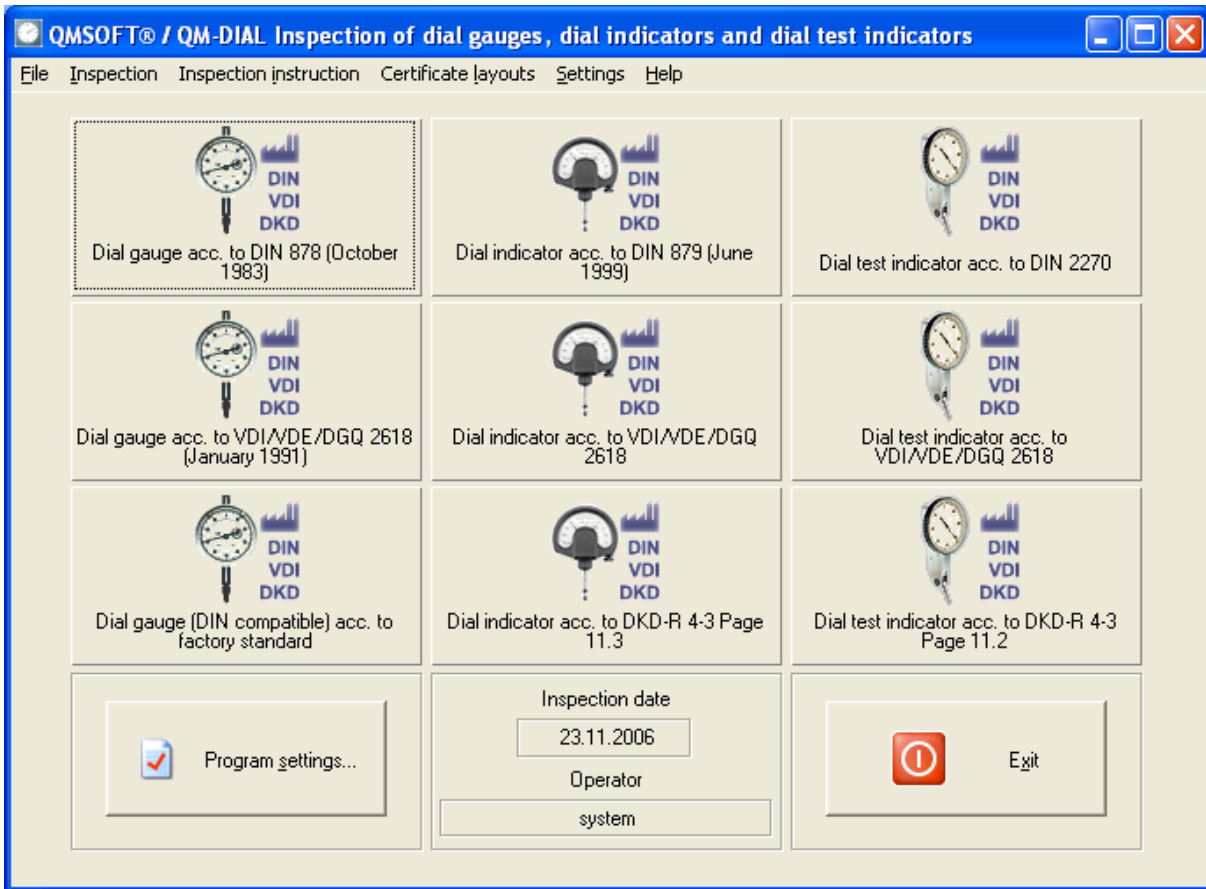 QMSOFT® / QM-DIAL Inspection of dial gauges, dial indicators and dial test indicators
File Inspection Inspection instruction Certificate layouts Settings Help
DIN
VDI
DKD
Dial gauge acc. to DIN 878 (October
1983)
DIN
VDI
DKD
Dial indicator acc. to DIN 879 (June
1999)
DIN
VDI
DKD
Dial test indicator acc. to DIN 2270
DIN
VDI
DKD
Dial gauge acc. to VDI/VDE/DGQ 2618
(January 1991)
DIN
VDI
DKD
Dial indicator acc. to VDI/VDE/DGQ
2618
DIN
VDI
DKD
Dial test indicator acc. to
VDI/VDE/DGQ 2618
DIN
VDI
DKD
Dial gauge (DIN compatible) acc. to
factory standard
DIN
VDI
DKD
Dial indicator acc. to DKD-R 4-3 Page
11.3
DIN
VDI
DKD
Dial test indicator acc. to DKD-R 4-3
Page 11.2
Program settings...
Inspection date
23.11.2006
Operator
system
Exit